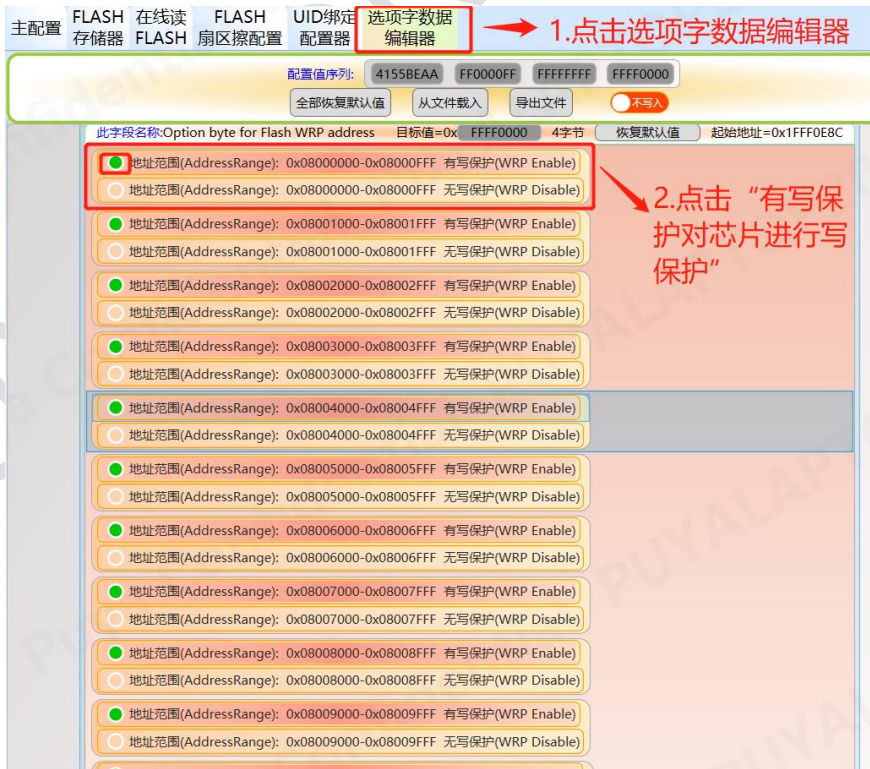 主配置 FLASH存储器 在线读FLASH FLASH扇区擦配置 UID绑定配置器 选项字数据编辑器 1.点击选项字数据编辑器
配置值序列: 4155BEAA FF0000FF FFFFFFFF FFFF0000
全部恢复默认值 从文件载入 导出文件 不写入
此字段名称:Option byte for Flash WRP address 目标值=0x FFFF0000 4字节 恢复默认值 起始地址=0x1FFF0E8C
地址范围(AddressRange): 0x08000000-0x08000FFF 有写保护(WRP Enable)
地址范围(AddressRange): 0x08000000-0x08000FFF 无写保护(WRP Disable)
2.点击“有写保
护对芯片进行写
保护”
地址范围(AddressRange): 0x08001000-0x08001FFF 有写保护(WRP Enable)
地址范围(AddressRange): 0x08001000-0x08001FFF 无写保护(WRP Disable)
地址范围(AddressRange): 0x08002000-0x08002FFF 有写保护(WRP Enable)
地址范围(AddressRange): 0x08002000-0x08002FFF 无写保护(WRP Disable)
地址范围(AddressRange): 0x08003000-0x08003FFF 有写保护(WRP Enable)
地址范围(AddressRange): 0x08003000-0x08003FFF 无写保护(WRP Disable)
地址范围(AddressRange): 0x08004000-0x08004FFF 有写保护(WRP Enable)
地址范围(AddressRange): 0x08004000-0x08004FFF 无写保护(WRP Disable)
地址范围(AddressRange): 0x08005000-0x08005FFF 有写保护(WRP Enable)
地址范围(AddressRange): 0x08005000-0x08005FFF 无写保护(WRP Disable)
地址范围(AddressRange): 0x08006000-0x08006FFF 有写保护(WRP Enable)
地址范围(AddressRange): 0x08006000-0x08006FFF 无写保护(WRP Disable)
地址范围(AddressRange): 0x08007000-0x08007FFF 有写保护(WRP Enable)
地址范围(AddressRange): 0x08007000-0x08007FFF 无写保护(WRP Disable)
地址范围(AddressRange): 0x08008000-0x08008FFF 有写保护(WRP Enable)
地址范围(AddressRange): 0x08008000-0x08008FFF 无写保护(WRP Disable)
地址范围(AddressRange): 0x08009000-0x08009FFF 有写保护(WRP Enable)
地址范围(AddressRange): 0x08009000-0x08009FFF 无写保护(WRP Disable)